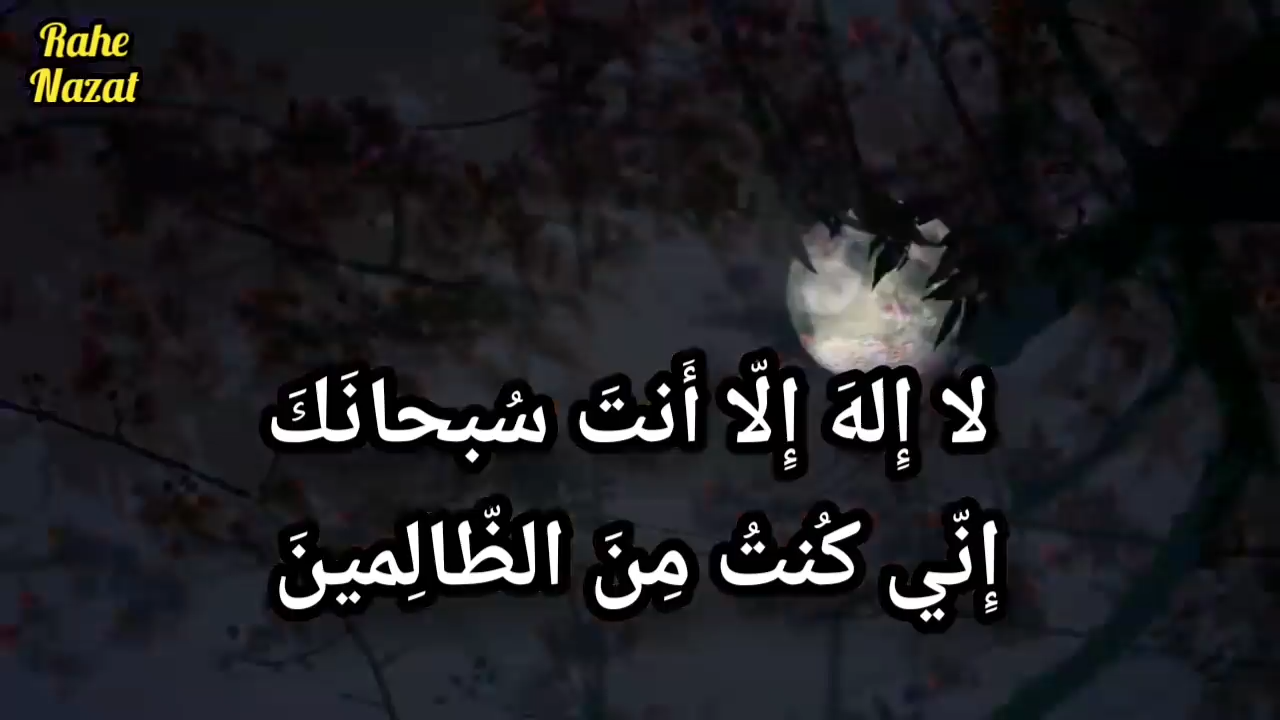 Rahe
Nazat
لا إِلهَ إِلّا أَنتَ سُبحانَكَ
إِنّي كُنتُ مِنَ الظّالِمينَ